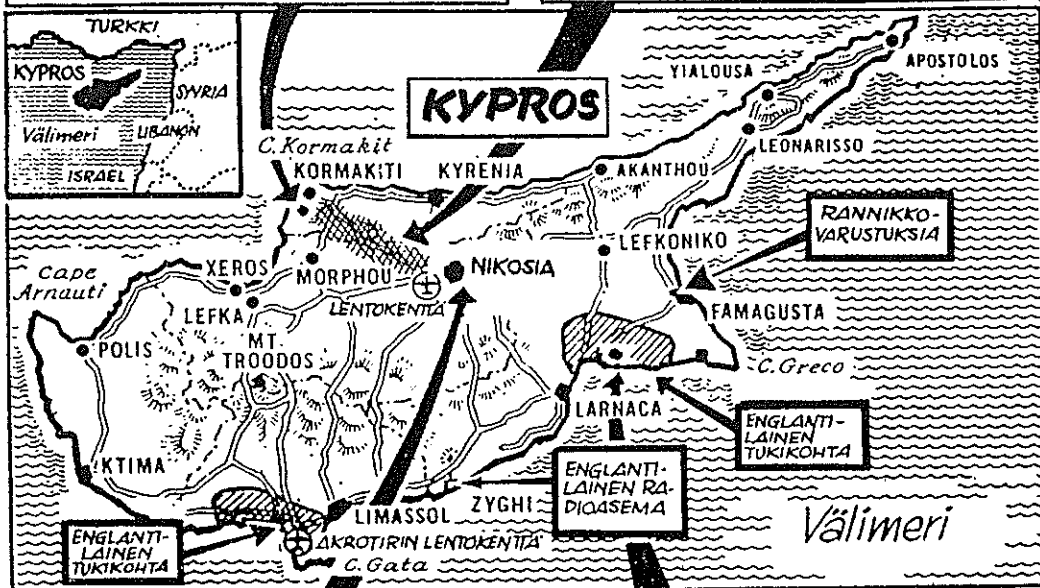 TURKKI
KYPROS
SYYRIA
Välimeri
LIBANON
ISRAEL
KYPROS
YIALOUSA
APOSTOLOS
LEONARISSO
C. Kormakit
KORMAKITI
KYRENIA
AKANTHOU
RANNIKKO-
VARUSTUKSIA
LEFKONIKO
Cape
Arnauti
XEROS
MORPHOU
NIKOSIA
LENTOKENTTÄ
LEFKA
FAMAGUSTA
POLIS
MT.
TROODOS
C. Greco
LARNACA
ENGLANTI-
LAINEN
TUKIKOHTA
KTIMA
ENGLANTI-
LAINEN RA-
DIOASEMA
LIMASSOL
ZYGHI
Välimeri
ENGLANTI-
LAINEN
TUKIKOHTA
AKROTIRIN LENTOKENTTÄ
C. Gata